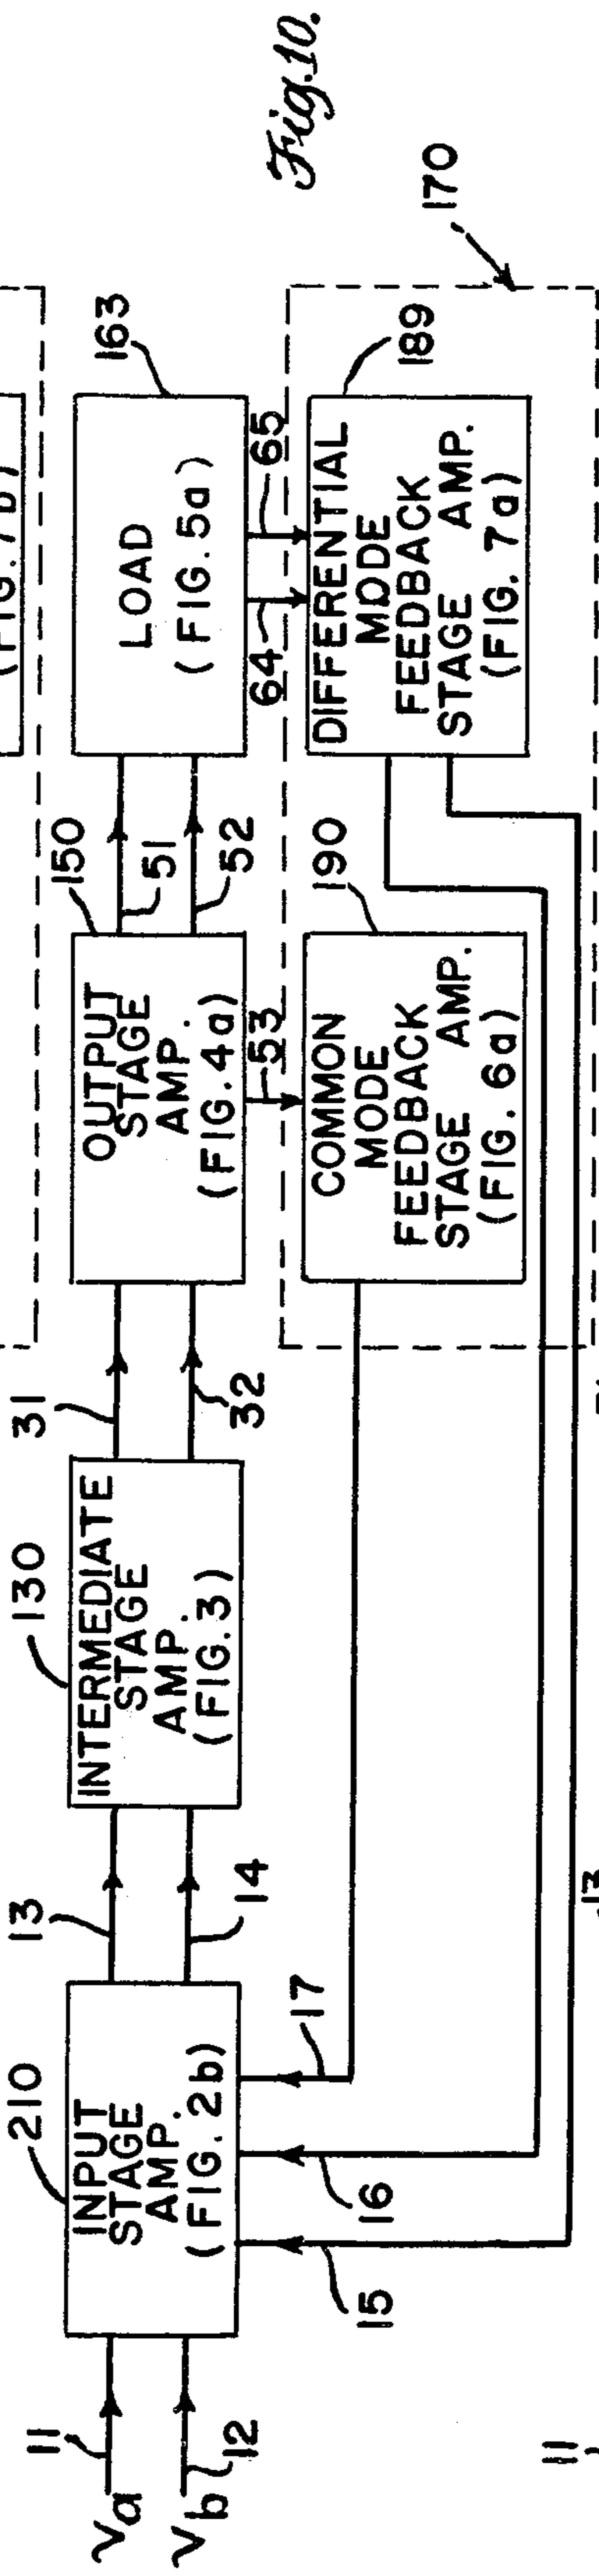 Fig. 10.
νa
νb
11
12
210
INPUT
STAGE
AMP.
(FIG. 2b)
13
14
15
16
17
130
INTERMEDIATE
STAGE
AMP.
(FIG.3)
31
32
150
OUTPUT
STAGE
AMP.
(FIG. 4a)
51
52
53
163
LOAD
(FIG.5a)
64
65
170
190
COMMON
MODE
FEEDBACK
STAGE AMP.
(FIG. 6a)
189
DIFFERENTIAL
MODE
FEEDBACK
STAGE AMP.
(FIG. 7a)
11
13